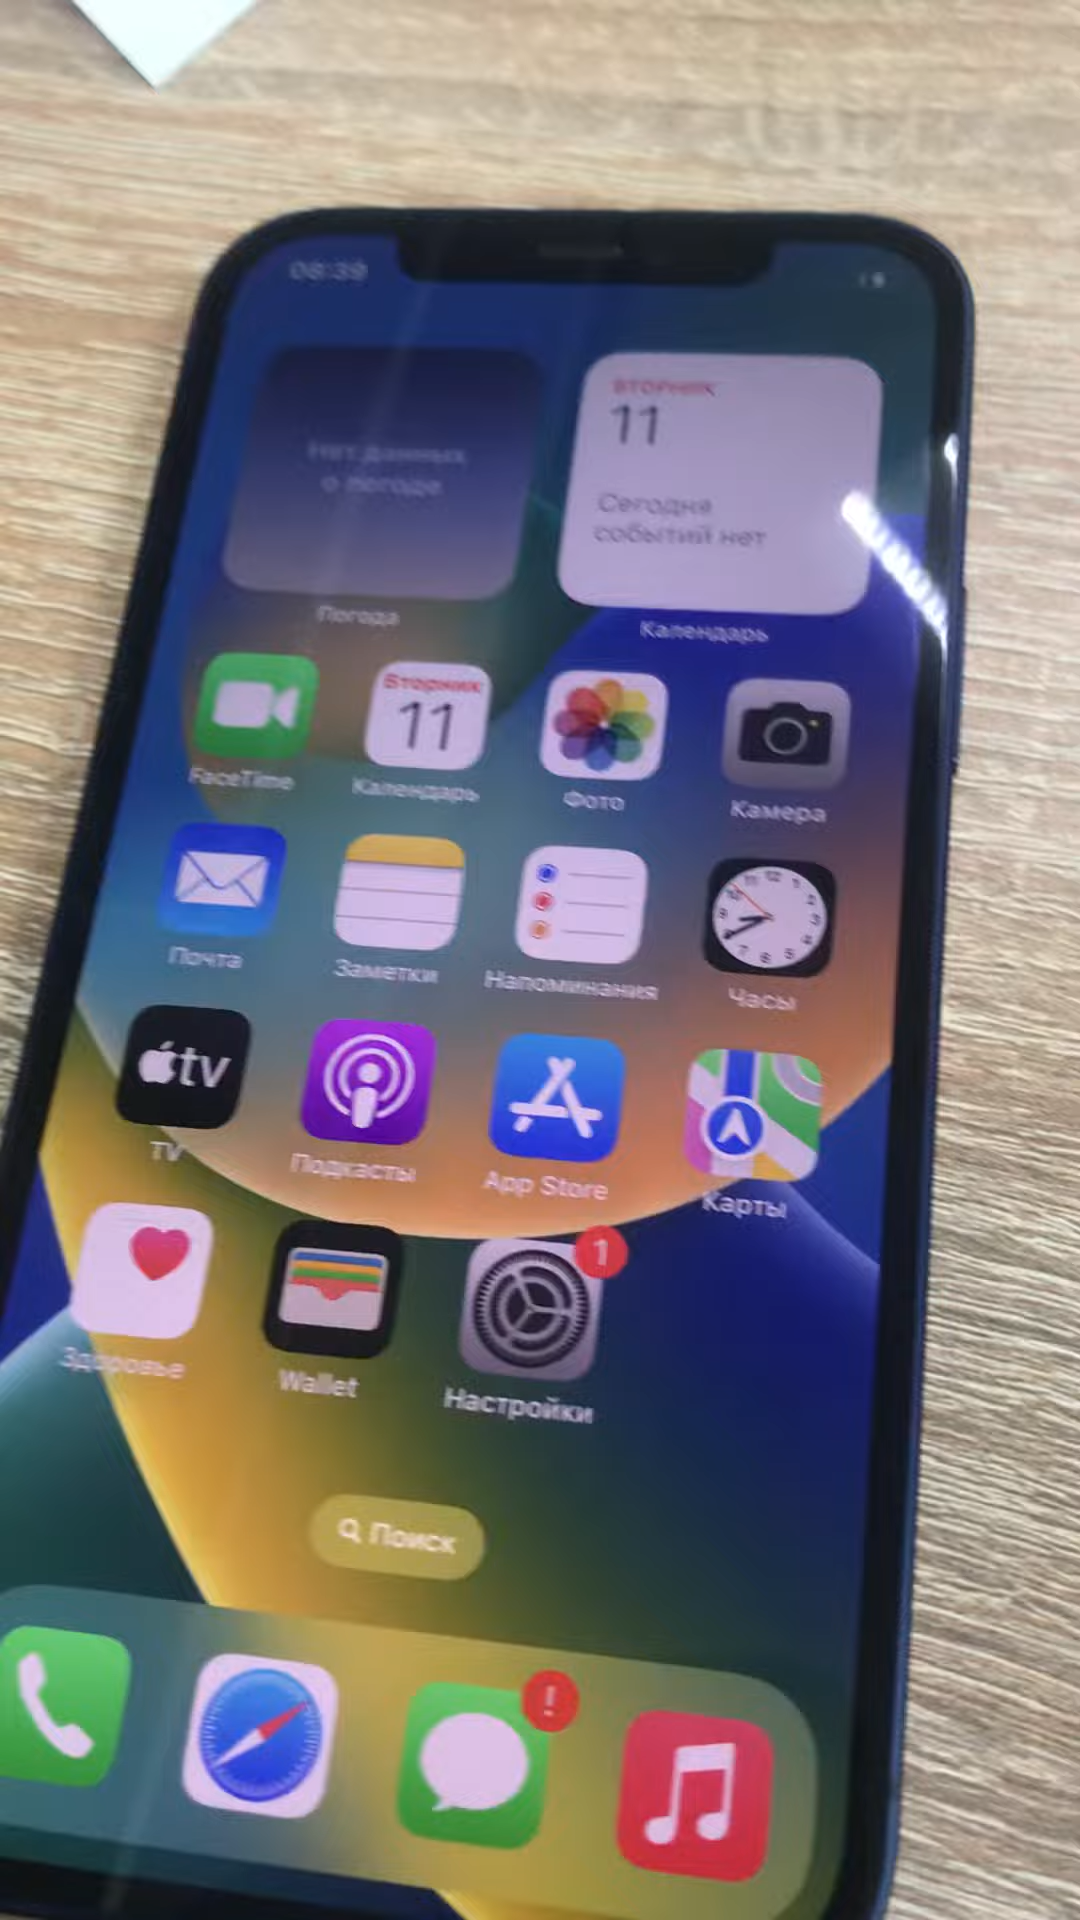 08:39
ВТОРНИК
11
Нет данных
о погоде
Сегодня
событий нет
Погода
Календарь
Вторник
11
FaceTime
Календарь
Фото
Камера
Почта
Заметки
Напоминания
Часы
tv
TV
Подкасты
App Store
Карты
1
Здоровье
Wallet
Настройки
Поиск
!